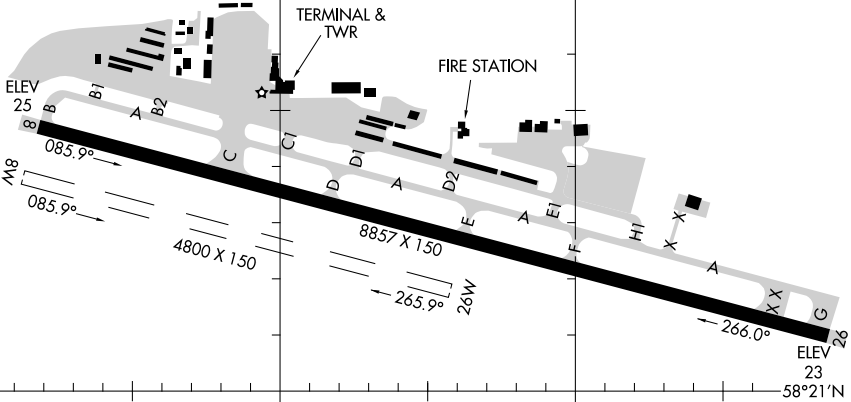 TERMINAL &
TWR
FIRE STATION
ELEV
25
8
B
B1
A
B2
C
C1
D1
D
A
D2
E
A
E1
F
H1
X
X
A
X
X
G
26
085.9°
W8
085.9°
4800 X 150
8857 X 150
265.9°
26W
266.0°
ELEV
23
58°21'N